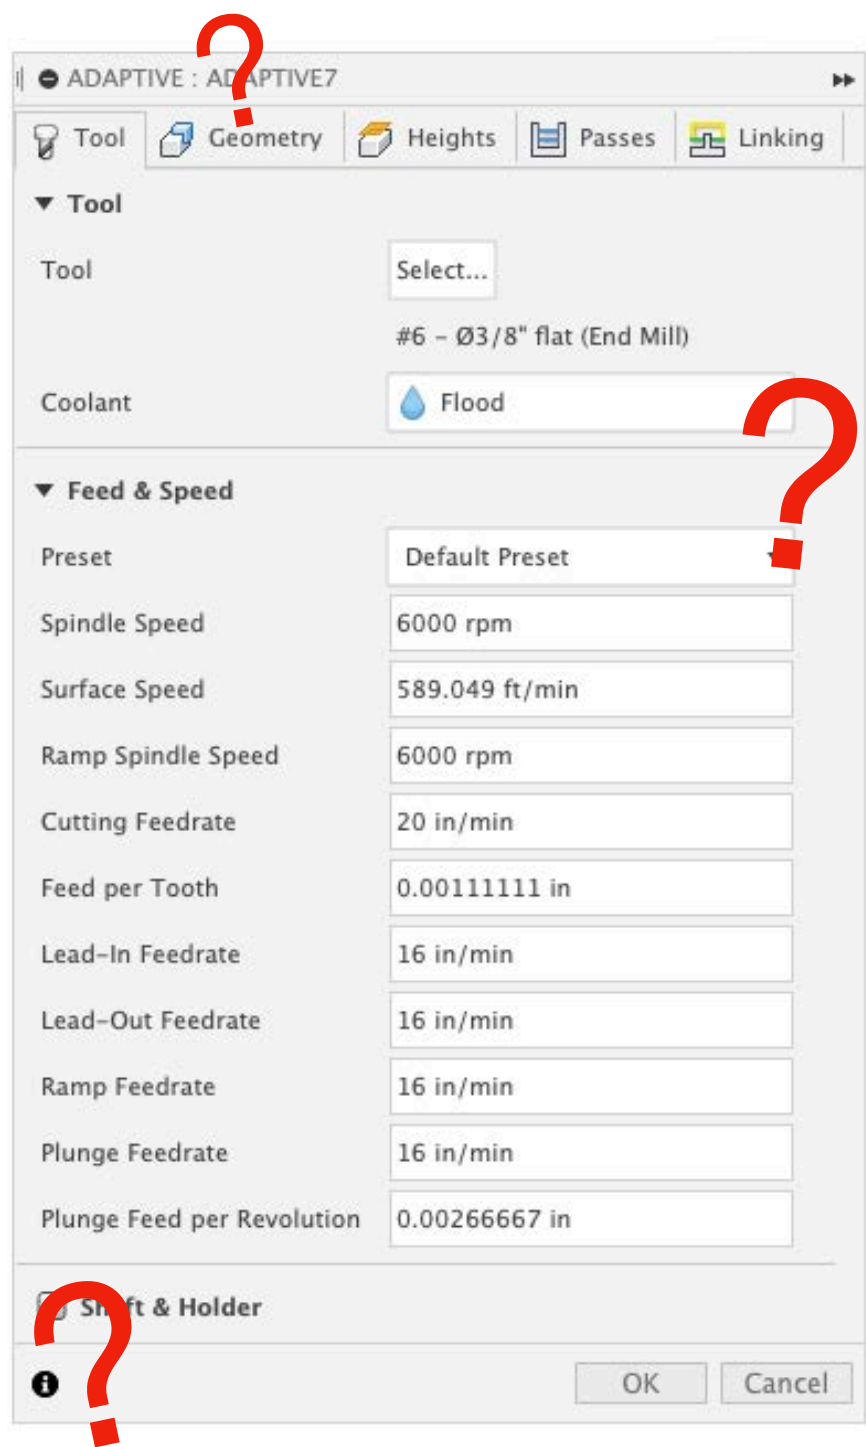 ?
ADAPTIVE : ADAPTIVE7
Tool Geometry Heights Passes Linking
Tool
Tool Select...
#6 - Ø3/8" flat (End Mill)
Coolant Flood
?
Feed & Speed
Preset Default Preset
Spindle Speed 6000 rpm
Surface Speed 589.049 ft/min
Ramp Spindle Speed 6000 rpm
Cutting Feedrate 20 in/min
Feed per Tooth 0.00111111 in
Lead-In Feedrate 16 in/min
Lead-Out Feedrate 16 in/min
Ramp Feedrate 16 in/min
Plunge Feedrate 16 in/min
Plunge Feed per Revolution 0.00266667 in
Shaft & Holder
?
OK Cancel